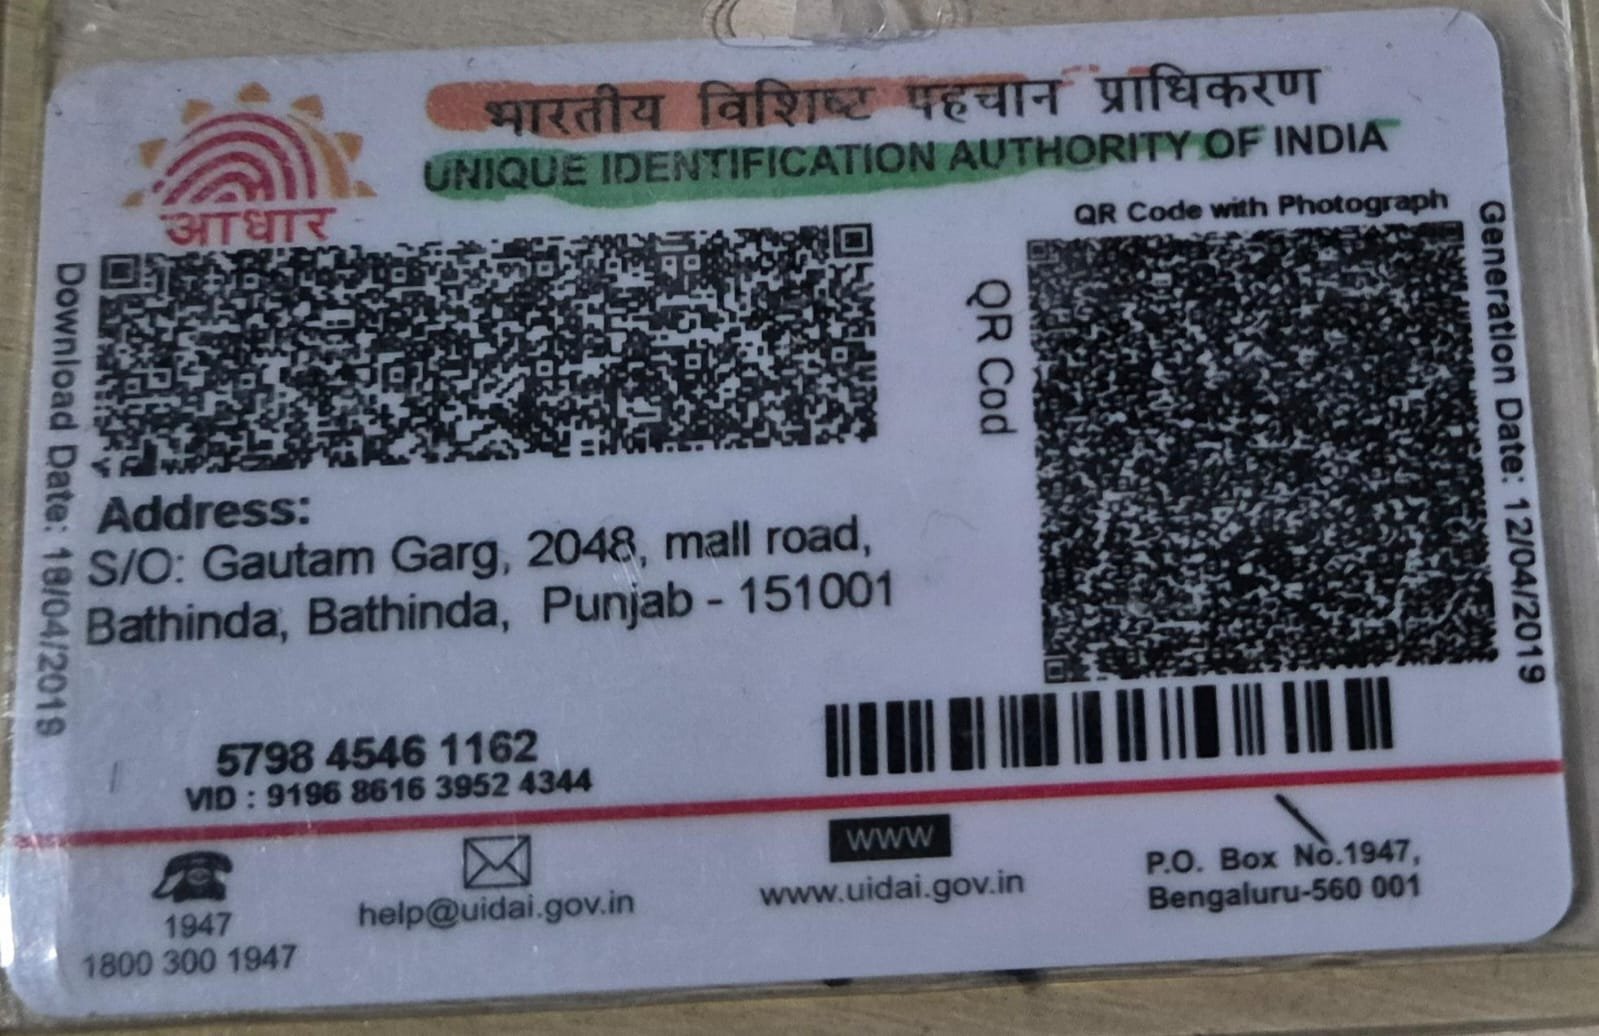 भारतीय विशिष्ट पहचान प्राधिकरण
UNIQUE IDENTIFICATION AUTHORITY OF INDIA
आधार
QR Code with Photograph
QR Cod
Download Date: 18/04/2019
Generation Date: 12/04/2019
Address:
S/O: Gautam Garg, 2048, mall road,
Bathinda, Bathinda, Punjab - 151001
5798 4546 1162
VID : 9196 8616 3952 4344
1947
1800 300 1947
help@uidai.gov.in
WWW
www.uidai.gov.in
P.O. Box No.1947,
Bengaluru-560 001